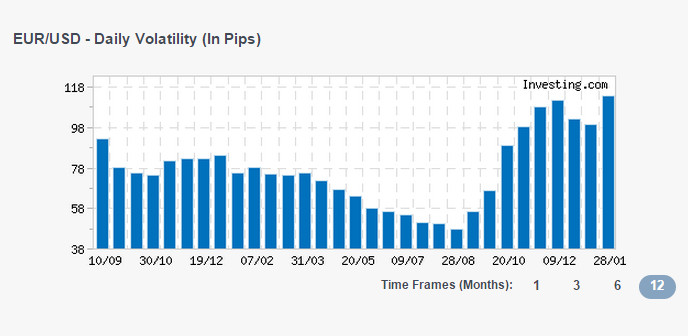 EUR/USD - Daily Volatility (In Pips)
Investing.com
118
98
78
58
38
10/09 30/10 19/12 07/02 31/03 20/05 09/07 28/08 20/10 09/12 28/01
Time Frames (Months): 1 3 6 12